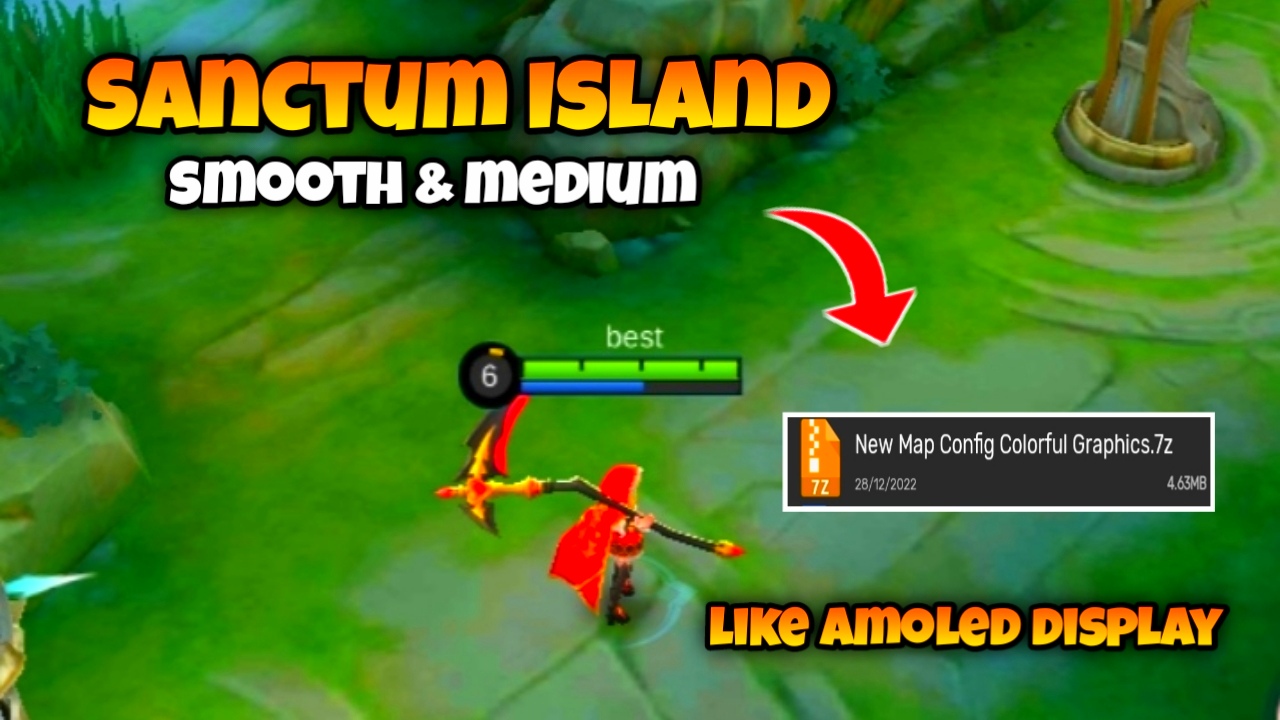 SANCTUM ISLAND
SMOOTH & MEDIUM
best
6
New Map Config Colorful Graphics.7z
7Z
28/12/2022
4.63MB
LIKE AMOLED DISPLAY